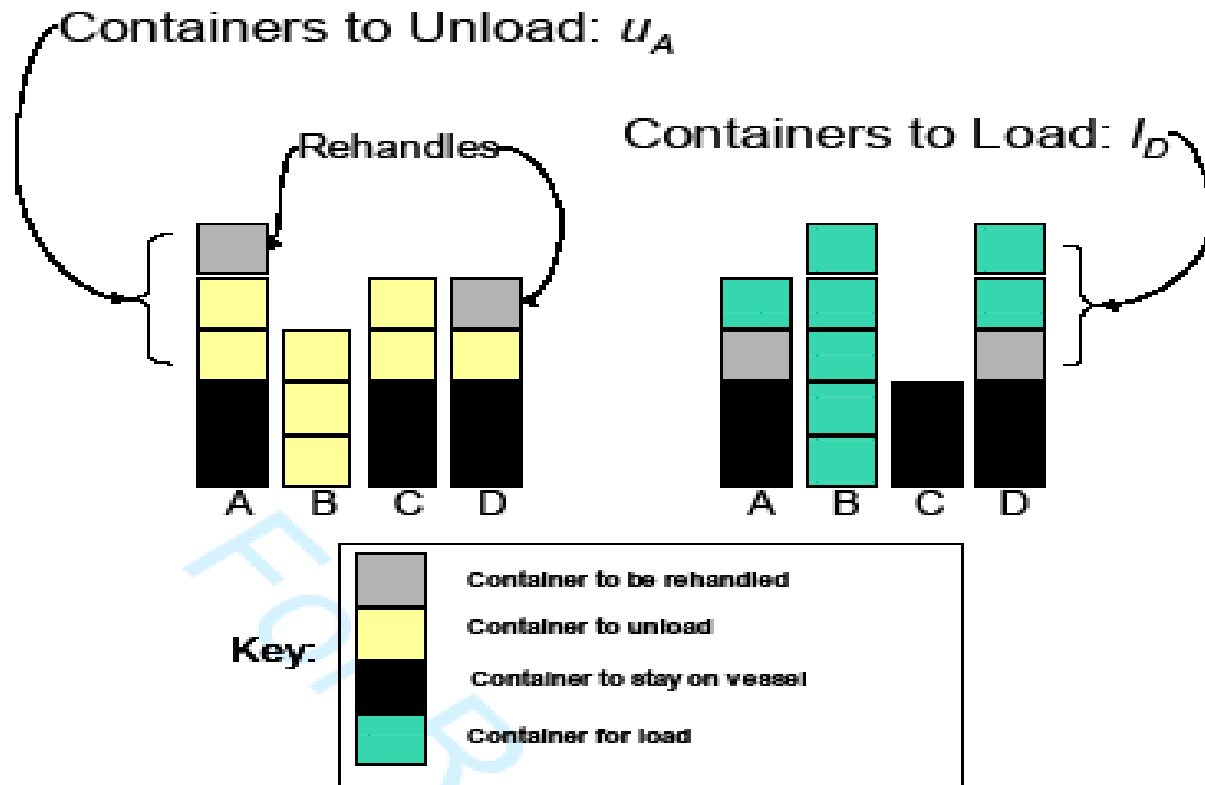 Containers to Unload: u_A
Rehandles
Containers to Load: l_D
A B C D
A B C D
Key:
Container to be rehandled
Container to unload
Container to stay on vessel
Container for load
For R